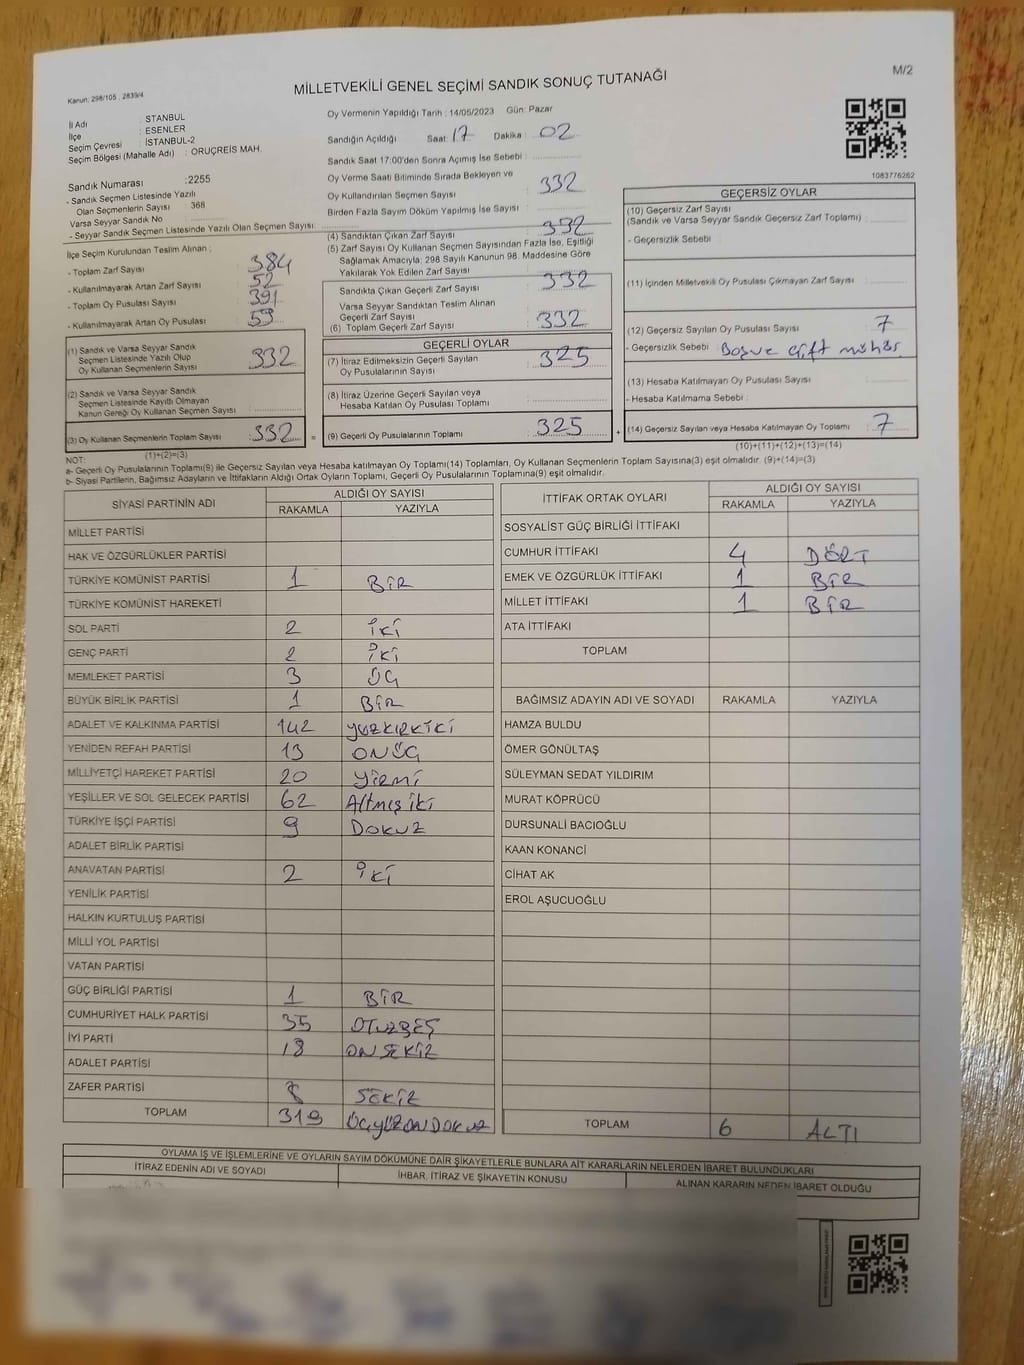 M/2
Kanun: 298/105 , 2839/4
MİLLETVEKİLİ GENEL SEÇİMİ SANDIK SONUÇ TUTANAĞI
İl Adı : STANBUL
İlçe : ESENLER
Seçim Çevresi : İSTANBUL-2
Seçim Bölgesi (Mahalle Adı) : ORUÇREİS MAH.
Sandık Numarası :2255
- Sandık Seçmen Listesinde Yazılı
Olan Seçmenlerin Sayısı : 368
Varsa Seyyar Sandık No
- Seyyar Sandık Seçmen Listesinde Yazılı Olan Seçmen Sayısı:
Oy Vermenin Yapıldığı Tarih : 14/05/2023 Gün: Pazar
Sandığın Açıldığı Saat: 17 Dakika : 02
Sandık Saat 17:00'den Sonra Açımış İse Sebebi :
Oy Verme Saati Bitiminde Sırada Bekleyen ve
Oy Kullandırılan Seçmen Sayısı 332
Birden Fazla Sayım Döküm Yapılmış İse Sayısı :
1083776262
İlçe Seçim Kurulundan Teslim Alınan :
- Toplam Zarf Sayısı : 384
- Kullanılmayarak Artan Zarf Sayısı : 52
- Toplam Oy Pusulası Sayısı : 391
- Kullanılmayarak Artan Oy Pusulası : 59
(1) Sandık ve Varsa Seyyar Sandık
Seçmen Listesinde Yazılı Olup
Oy Kullanan Seçmenlerin Sayısı : 332
(2) Sandık ve Varsa Seyyar Sandık
Seçmen Listesinde Kayıtlı Olmayan
Kanun Gereği Oy Kullanan Seçmen Sayısı :
(3) Oy Kullanan Seçmenlerin Toplam Sayısı : 332 =
(1)+(2)=(3)
(4) Sandıktan Çıkan Zarf Sayısı : 332
(5) Zarf Sayısı Oy Kullanan Seçmen Sayısından Fazla İse, Eşitliği
Sağlamak Amacıyla; 298 Sayılı Kanunun 98. Maddesine Göre
Yakılarak Yok Edilen Zarf Sayısı
Sandıkta Çıkan Geçerli Zarf Sayısı : 332
Varsa Seyyar Sandıktan Teslim Alınan
Geçerli Zarf Sayısı
(6) Toplam Geçerli Zarf Sayısı : 332
GEÇERLİ OYLAR
(7) İtiraz Edilmeksizin Geçerli Sayılan
Oy Pusulalarının Sayısı : 325
(8) İtiraz Üzerine Geçerli Sayılan veya
Hesaba Katılan Oy Pusulası Toplamı
(9) Geçerli Oy Pusulalarının Toplamı : 325 +
GEÇERSİZ OYLAR
(10) Geçersiz Zarf Sayısı
(Sandık ve Varsa Seyyar Sandık Geçersiz Zarf Toplamı) :
- Geçersizlik Sebebi
(11) İçinden Milletvekili Oy Pusulası Çıkmayan Zarf Sayısı :
(12) Geçersiz Sayılan Oy Pusulası Sayısı : 7
- Geçersizlik Sebebi : Boş ve çift mühür
(13) Hesaba Katılmayan Oy Pusulası Sayısı
- Hesaba Katılmama Sebebi :
(14) Geçersiz Sayılan veya Hesaba Katılmayan Oy Toplamı : 7
(10)+(11)+(12)+(13)=(14)
NOT:
a- Geçerli Oy Pusulalarının Toplamı(9) ile Geçersiz Sayılan veya Hesaba katılmayan Oy Toplamı(14) Toplamları, Oy Kullanan Seçmenlerin Toplam Sayısına(3) eşit olmalıdır. (9)+(14)=(3)
b- Siyasi Partilerin, Bağımsız Adayların ve İttifakların Aldığı Ortak Oyların Toplamı, Geçerli Oy Pusulalarının Toplamına(9) eşit olmalıdır.
SİYASİ PARTİNİN ADI ALDIĞI OY SAYISI
RAKAMLA YAZIYLA
MİLLET PARTİSİ
HAK VE ÖZGÜRLÜKLER PARTİSİ
TÜRKİYE KOMÜNİST PARTİSİ 1 BİR
TÜRKİYE KOMÜNİST HAREKETİ
SOL PARTİ 2 İKİ
GENÇ PARTİ 2 İKİ
MEMLEKET PARTİSİ 3 ÜÇ
BÜYÜK BİRLİK PARTİSİ 1 BİR
ADALET VE KALKINMA PARTİSİ 142 YÜZKIRKİKİ
YENİDEN REFAH PARTİSİ 13 ONÜÇ
MİLLİYETÇİ HAREKET PARTİSİ 20 YİRMİ
YEŞİLLER VE SOL GELECEK PARTİSİ 62 Altmış iki
TÜRKİYE İŞÇİ PARTİSİ 9 DOKUZ
ADALET BİRLİK PARTİSİ
ANAVATAN PARTİSİ 2 İKİ
YENİLİK PARTİSİ
HALKIN KURTULUŞ PARTİSİ
MİLLİ YOL PARTİSİ
VATAN PARTİSİ
GÜÇ BİRLİĞİ PARTİSİ 1 BİR
CUMHURİYET HALK PARTİSİ 35 OTUZBEŞ
İYİ PARTİ 18 ONSEKİZ
ADALET PARTİSİ
ZAFER PARTİSİ 8 SEKİZ
TOPLAM 319 ÜÇYÜZONDOKUZ
İTTİFAK ORTAK OYLARI ALDIĞI OY SAYISI
RAKAMLA YAZIYLA
SOSYALİST GÜÇ BİRLİĞİ İTTİFAKI
CUMHUR İTTİFAKI 4 DÖRT
EMEK VE ÖZGÜRLÜK İTTİFAKI 1 BİR
MİLLET İTTİFAKI 1 BİR
ATA İTTİFAKI
TOPLAM
BAĞIMSIZ ADAYIN ADI VE SOYADI RAKAMLA YAZIYLA
HAMZA BULDU
ÖMER GÖNÜLTAŞ
SÜLEYMAN SEDAT YILDIRIM
MURAT KÖPRÜCÜ
DURSUNALİ BACIOĞLU
KAAN KONANCİ
CİHAT AK
EROL AŞUCUOĞLU
TOPLAM 6 ALTI
OYLAMA İŞ VE İŞLEMLERİNE VE OYLARIN SAYIM DÖKÜMÜNE DAİR ŞİKAYETLERLE BUNLARA AİT KARARLARIN NELERDEN İBARET BULUNDUKLARI
İTİRAZ EDENİN ADI VE SOYADI İHBAR, İTİRAZ VE ŞİKAYETİN KONUSU ALINAN KARARIN NEDEN İBARET OLDUĞU